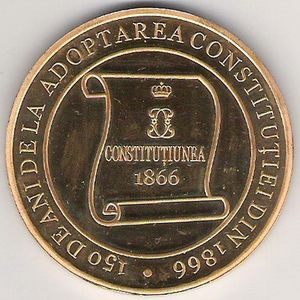 150 DE ANI DE LA ADOPTAREA CONSTITUȚIEI DIN 1866
CONSTITUȚIUNEA
1866